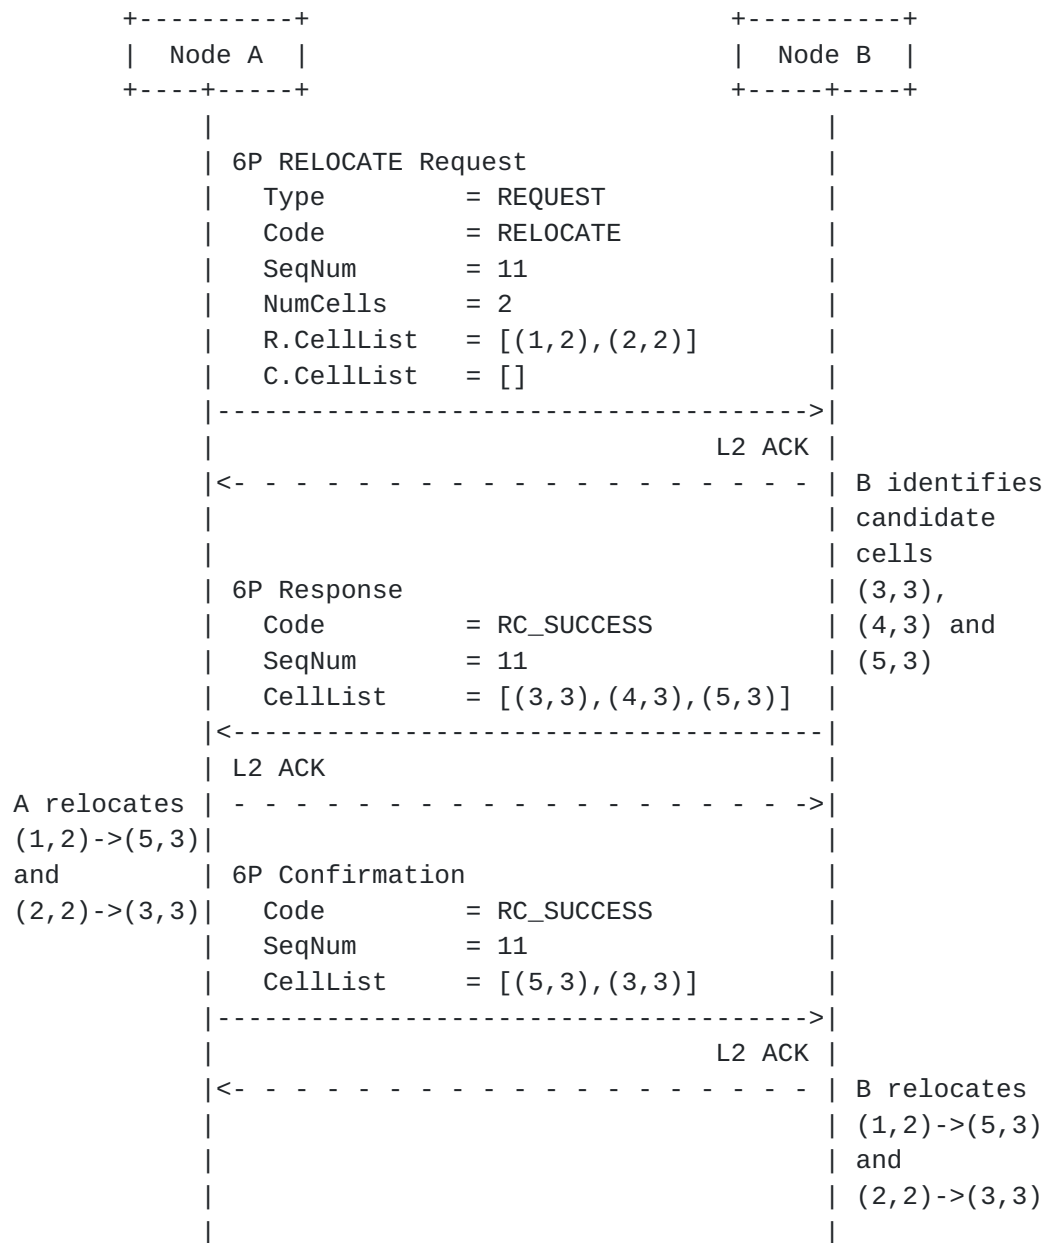 +----------+                           +----------+
|  Node A  |                           |  Node B  |
+----+-----+                           +-----+----+
     |                                       |
     | 6P RELOCATE Request                   |
     |   Type         = REQUEST              |
     |   Code         = RELOCATE             |
     |   SeqNum       = 11                   |
     |   NumCells     = 2                    |
     |   R.CellList   = [(1,2),(2,2)]        |
     |   C.CellList   = []                   |
     |-------------------------------------->|
     |                                L2 ACK |
     |<- - - - - - - - - - - - - - - - - - - | B identifies
     |                                       | candidate
     |                                       | cells
     | 6P Response                           | (3,3),
     |   Code         = RC_SUCCESS           | (4,3) and
     |   SeqNum       = 11                   | (5,3)
     |   CellList     = [(3,3),(4,3),(5,3)]  |
     |<--------------------------------------|
     | L2 ACK                                |
A relocates | - - - - - - - - - - - - - - - - - - ->|
(1,2)->(5,3)|                                       |
and         | 6P Confirmation                       |
(2,2)->(3,3)|   Code         = RC_SUCCESS           |
     |   SeqNum       = 11                   |
     |   CellList     = [(5,3),(3,3)]        |
     |-------------------------------------->|
     |                                L2 ACK |
     |<- - - - - - - - - - - - - - - - - - - | B relocates
     |                                       | (1,2)->(5,3)
     |                                       | and
     |                                       | (2,2)->(3,3)
     |                                       |